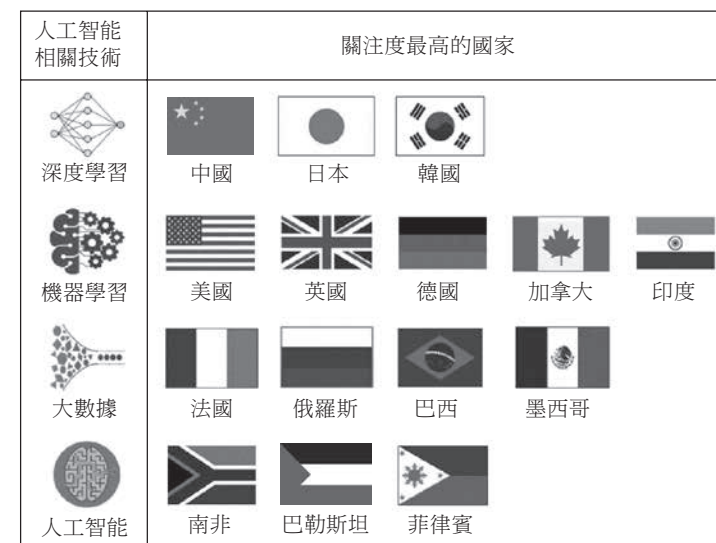 人工智能
相關技術
關注度最高的國家
深度學習
中國 日本 韓國
機器學習
美國 英國 德國 加拿大 印度
大數據
法國 俄羅斯 巴西 墨西哥
人工智能
南非 巴勒斯坦 菲律賓